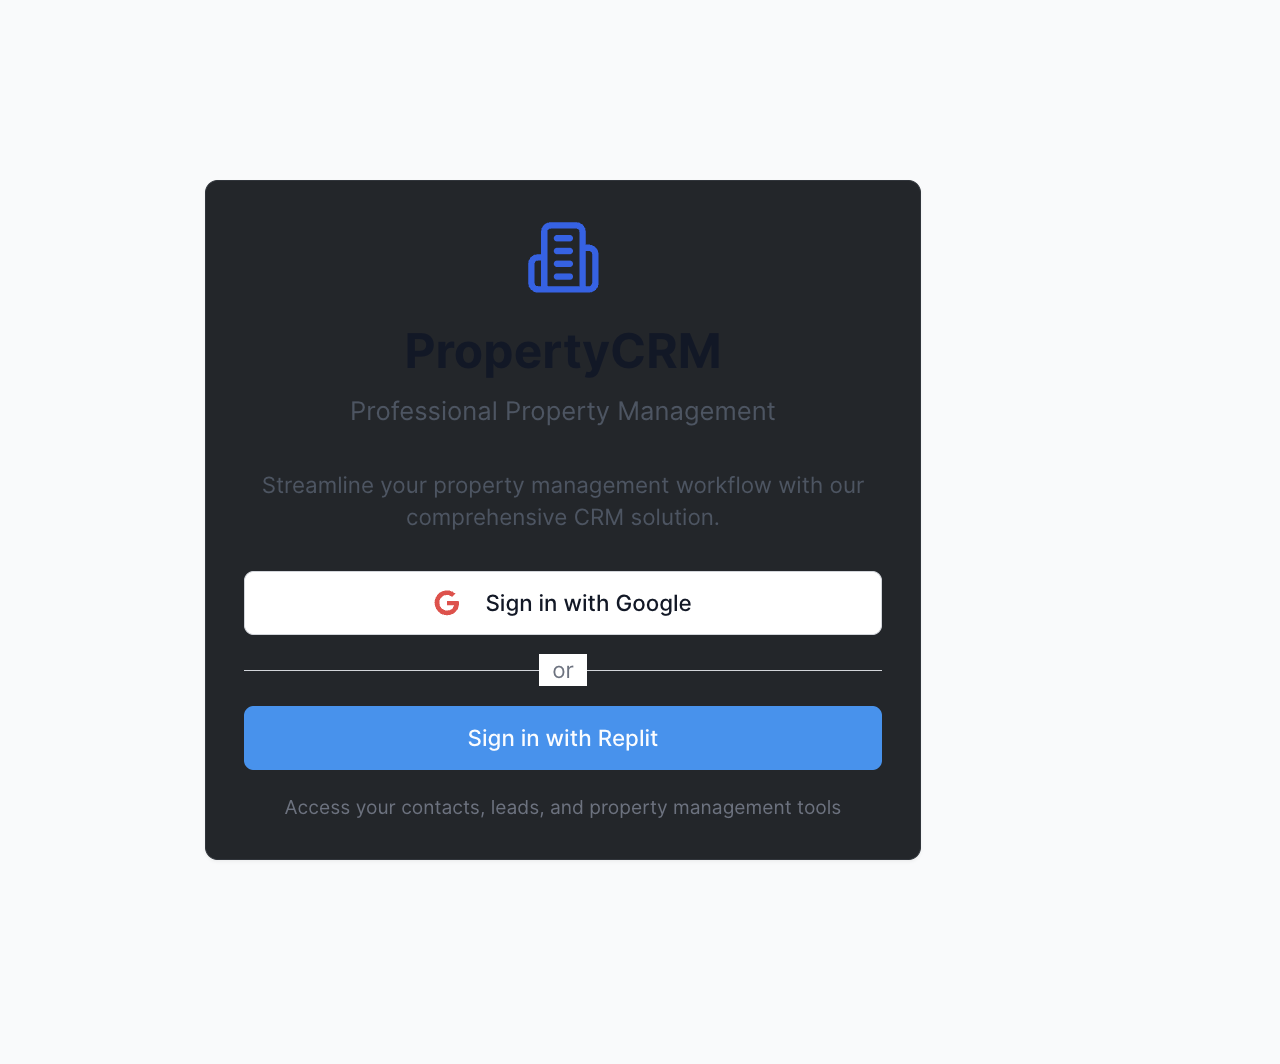 PropertyCRM
Professional Property Management
Streamline your property management workflow with our
comprehensive CRM solution.
Sign in with Google
or
Sign in with Replit
Access your contacts, leads, and property management tools